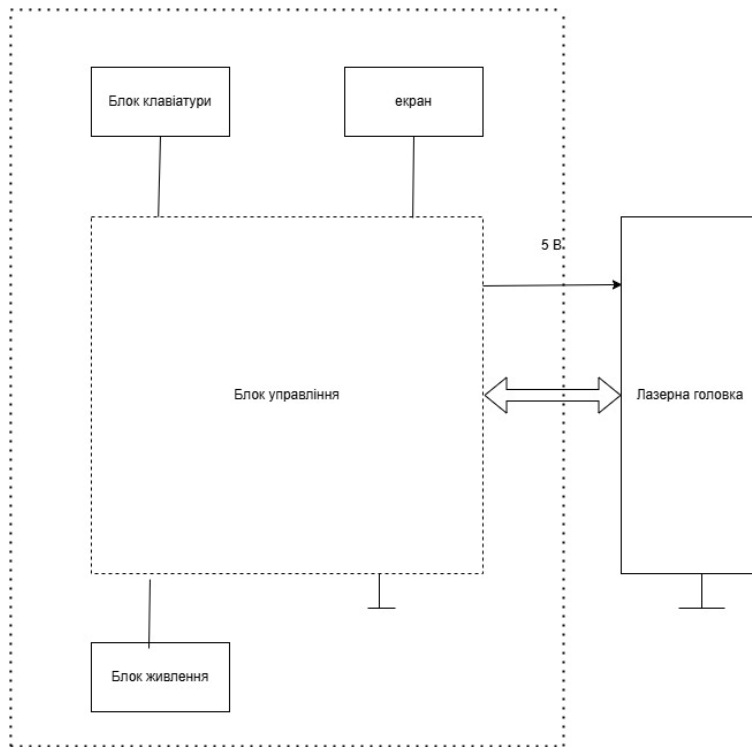 Блок клавіатури
екран
5 В
Блок управління
Лазерна головка
Блок живлення